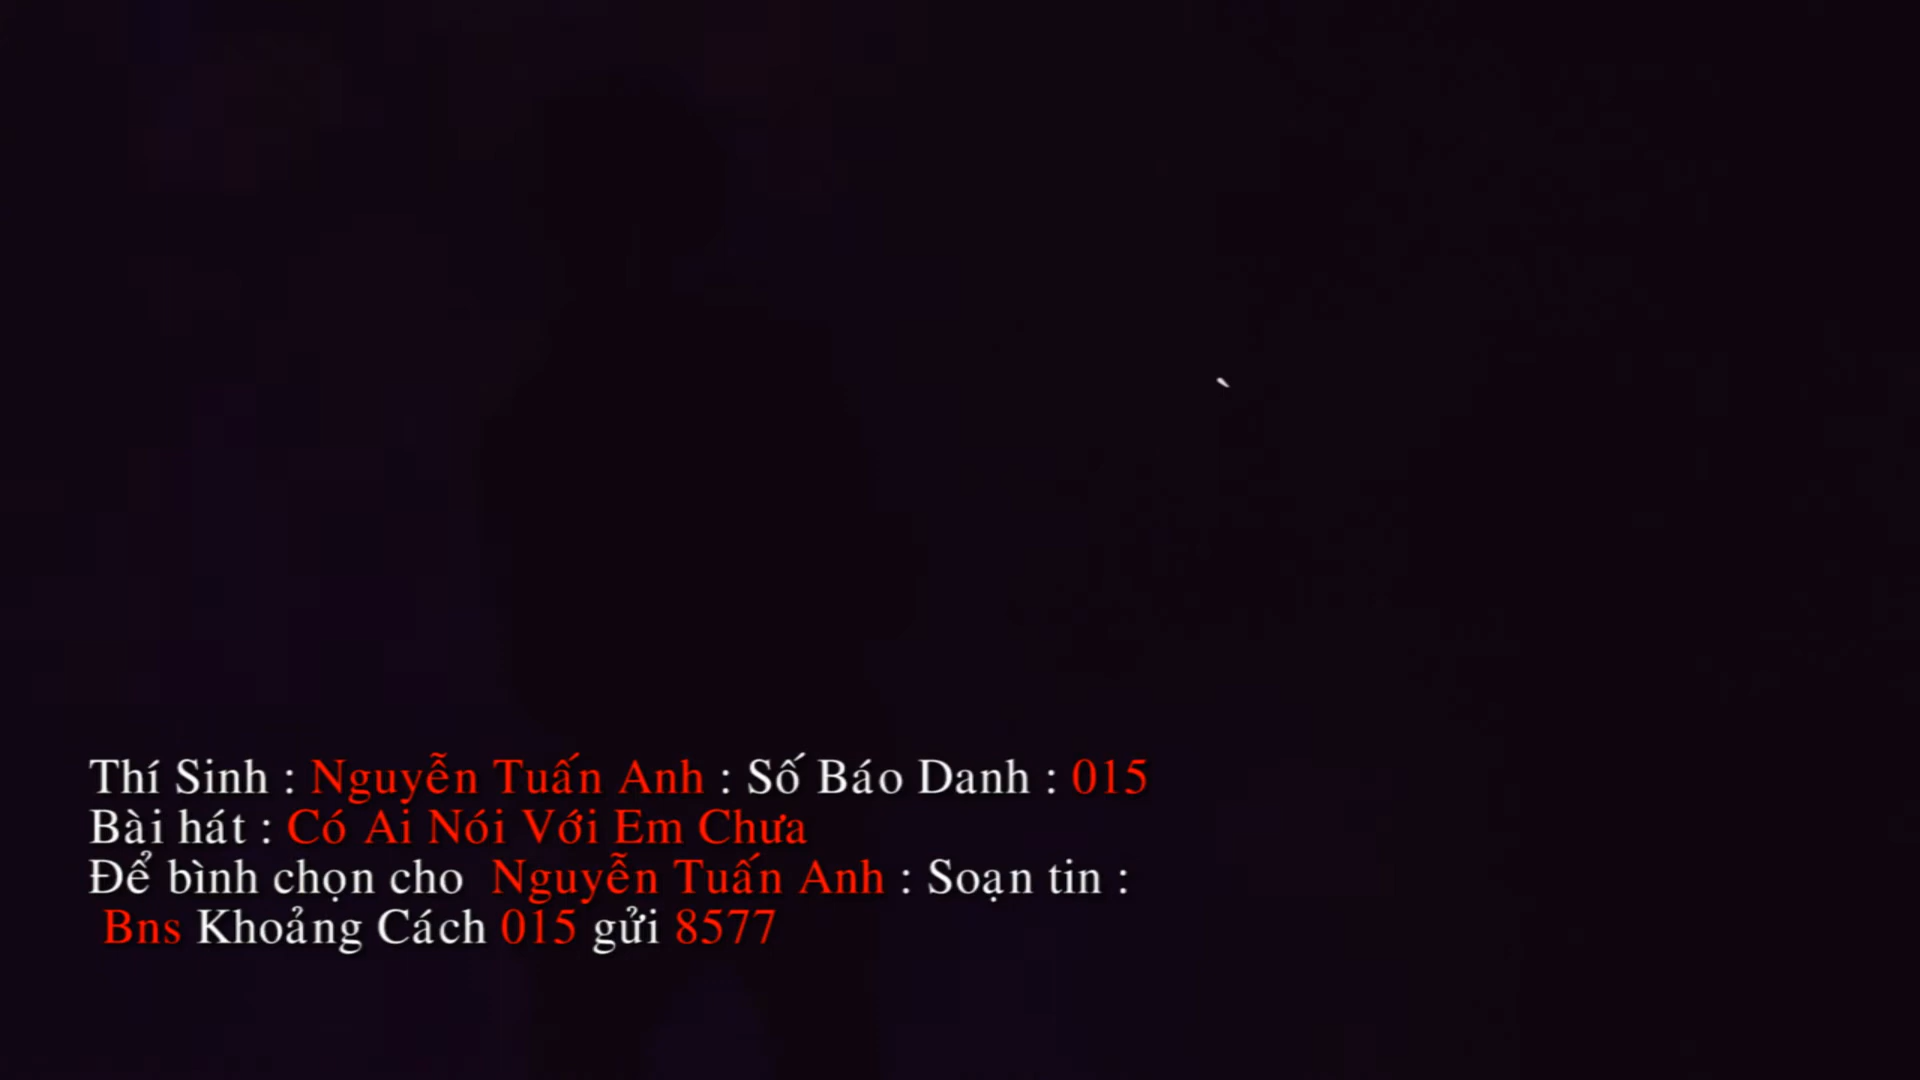 Thí Sinh : Nguyễn Tuấn Anh : Số Báo Danh : 015
Bài hát : Có Ai Nói Với Em Chưa
Để bình chọn cho Nguyễn Tuấn Anh : Soạn tin :
Bns Khoảng Cách 015 gửi 8577